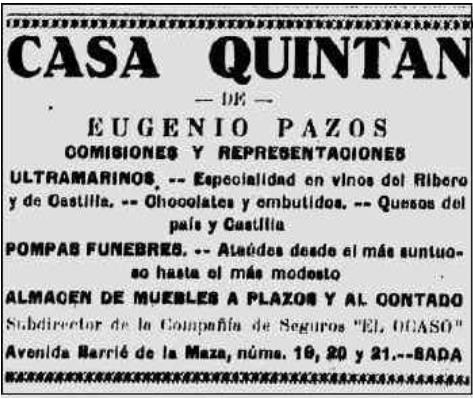 CASA QUINTAN
— DE —
EUGENIO PAZOS
COMISIONES Y REPRESENTACIONES
ULTRAMARINOS. -- Especialidad en vinos del Ribero
y de Castilla. -- Chocolates y embutidos. -- Quesos del
país y Castilla
POMPAS FUNEBRES. -- Ataúdes desde el más suntuo-
so hasta el más modesto
ALMACEN DE MUEBLES A PLAZOS Y AL CONTADO
Subdirector de la Compañía de Seguros "EL OCASO"
Avenida Barrié de la Maza, núms. 19, 20 y 21.--SADA